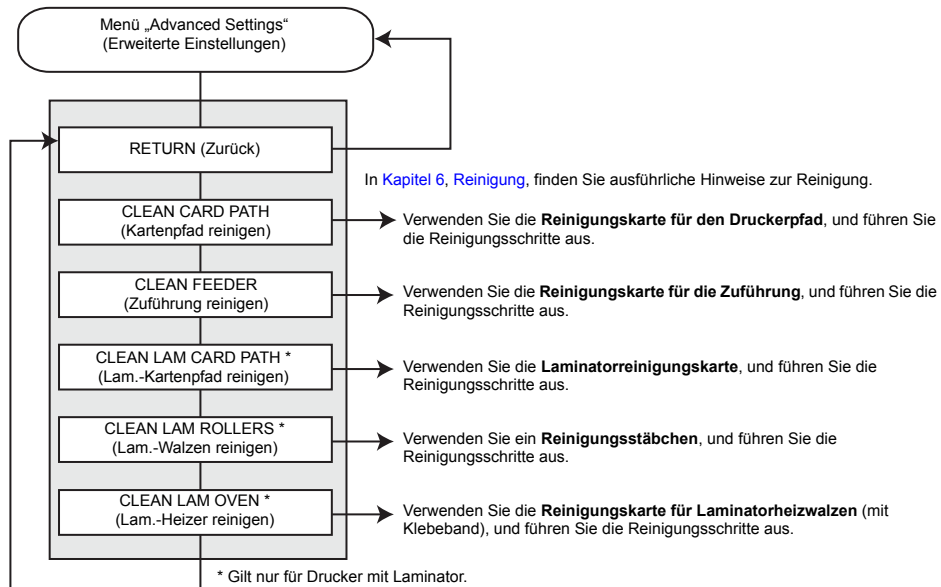 Menü „Advanced Settings“
(Erweiterte Einstellungen)
RETURN (Zurück)
In Kapitel 6, Reinigung, finden Sie ausführliche Hinweise zur Reinigung.
CLEAN CARD PATH
(Kartenpfad reinigen)
Verwenden Sie die Reinigungskarte für den Druckerpfad, und führen Sie
die Reinigungsschritte aus.
CLEAN FEEDER
(Zuführung reinigen)
Verwenden Sie die Reinigungskarte für die Zuführung, und führen Sie die
Reinigungsschritte aus.
CLEAN LAM CARD PATH *
(Lam.-Kartenpfad reinigen)
Verwenden Sie die Laminatorreinigungskarte, und führen Sie die
Reinigungsschritte aus.
CLEAN LAM ROLLERS *
(Lam.-Walzen reinigen)
Verwenden Sie ein Reinigungsstäbchen, und führen Sie die
Reinigungsschritte aus.
CLEAN LAM OVEN *
(Lam.-Heizer reinigen)
Verwenden Sie die Reinigungskarte für Laminatorheizwalzen (mit
Klebeband), und führen Sie die Reinigungsschritte aus.
* Gilt nur für Drucker mit Laminator.